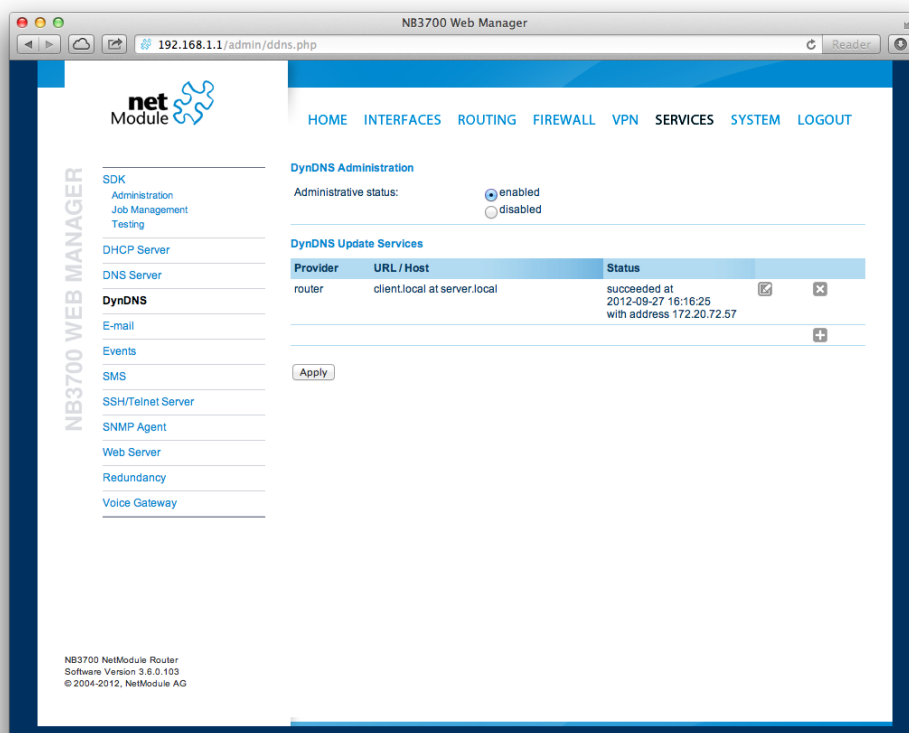 NB3700 Web Manager
192.168.1.1/admin/ddns.php
Reader
net
Module
HOME INTERFACES ROUTING FIREWALL VPN SERVICES SYSTEM LOGOUT
NB3700 WEB MANAGER
SDK
Administration
Job Management
Testing
DHCP Server
DNS Server
DynDNS
E-mail
Events
SMS
SSH/Telnet Server
SNMP Agent
Web Server
Redundancy
Voice Gateway
DynDNS Administration
Administrative status: enabled
disabled
DynDNS Update Services
Provider URL / Host Status
router client.local at server.local succeeded at
2012-09-27 16:16:25
with address 172.20.72.57
Apply
NB3700 NetModule Router
Software Version 3.6.0.103
© 2004-2012, NetModule AG